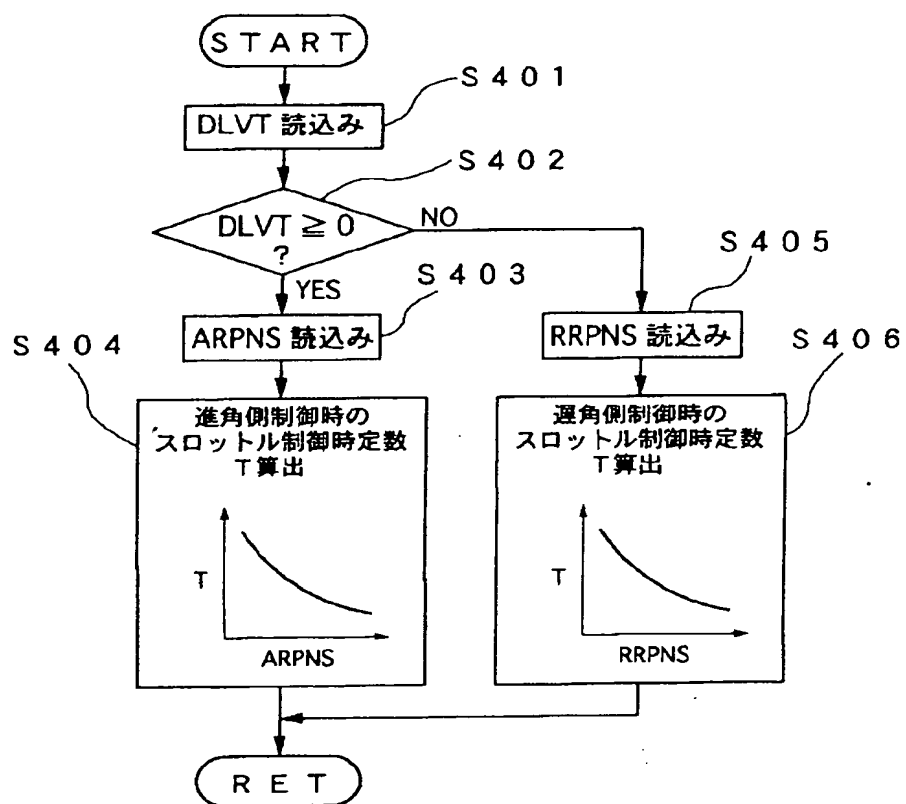 START
S401
DLVT 読込み
S402
DLVT ≧ 0
?
NO
YES
S403
ARPNS 読込み
S404
進角側制御時の
スロットル制御時定数
T算出
T
ARPNS
S405
RRPNS 読込み
S406
遅角側制御時の
スロットル制御時定数
T算出
T
RRPNS
RET